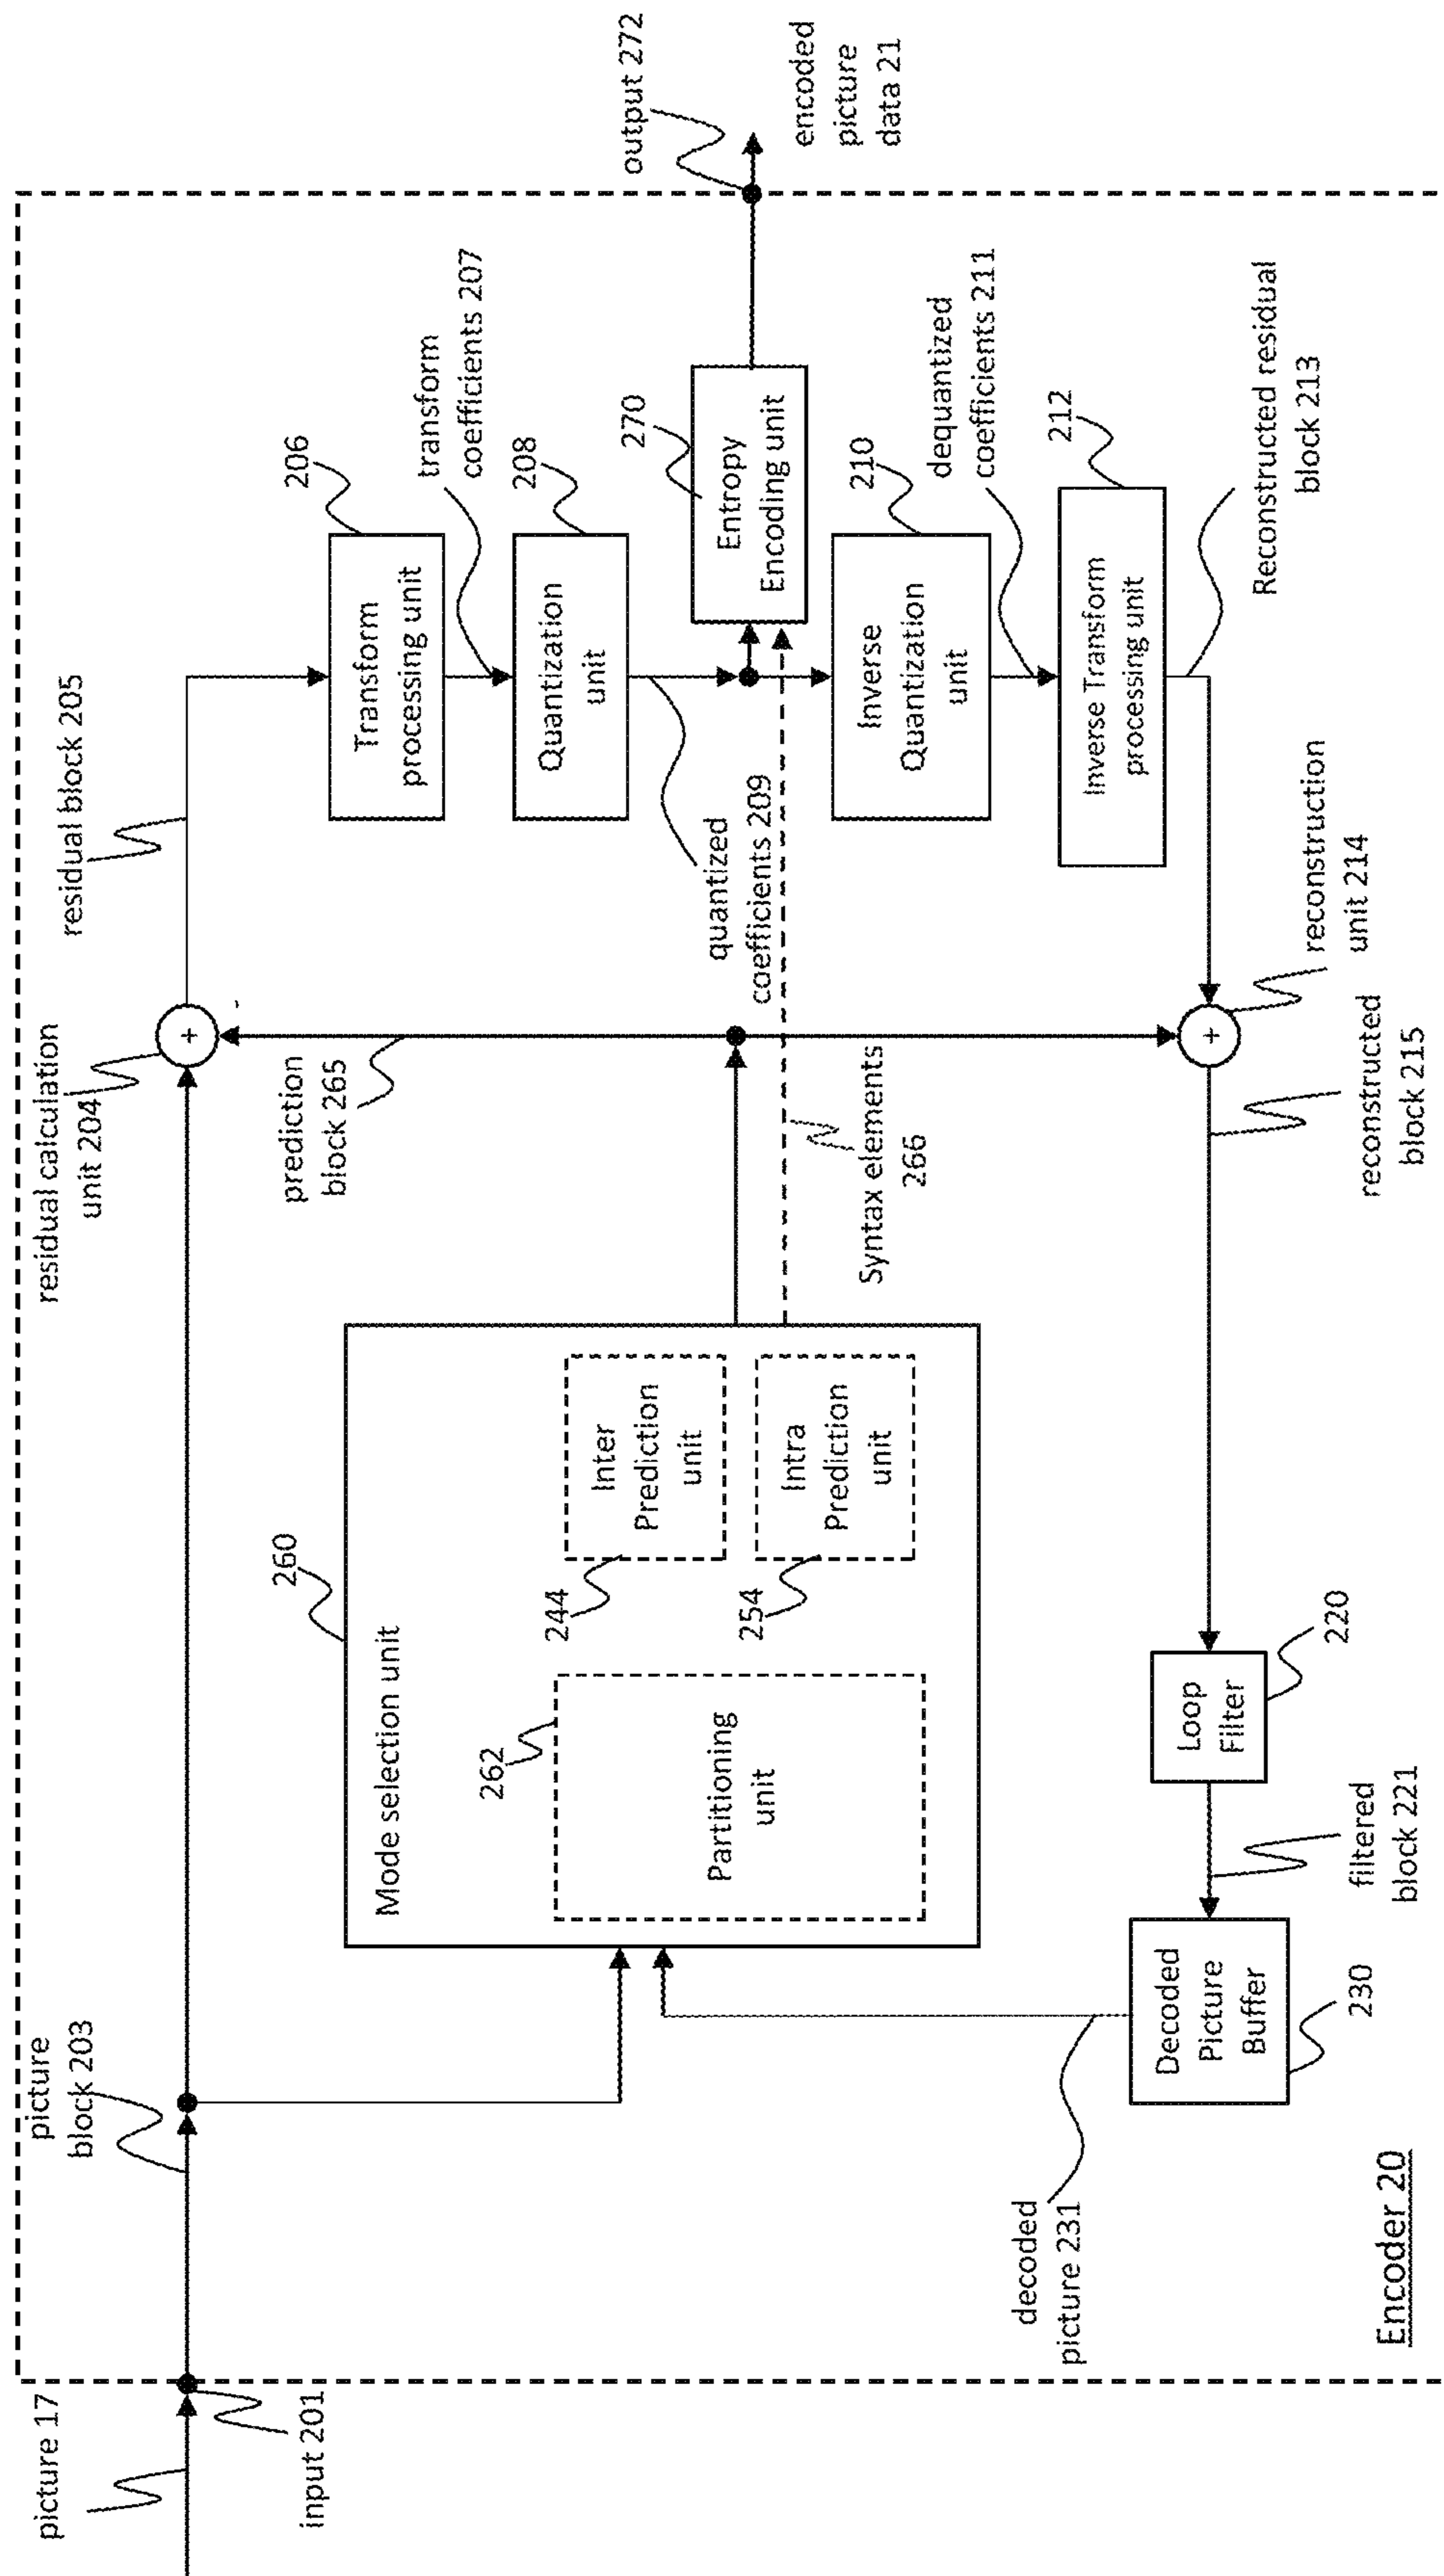 picture 17
input 201
picture
block 203
residual calculation
unit 204
residual block 205
prediction
block 265
-
+
206
Transform
processing unit
transform
coefficients 207
208
Quantization
unit
quantized
coefficients 209
270
Entropy
Encoding unit
output 272
encoded
picture
data 21
210
Inverse
Quantization
unit
dequantized
coefficients 211
212
Inverse Transform
processing unit
Reconstructed residual
block 213
260
Mode selection unit
262
Partitioning
unit
244
Inter
Prediction
unit
254
Intra
Prediction
unit
Syntax elements
266
+
reconstruction
unit 214
reconstructed
block 215
Loop
Filter
220
filtered
block 221
Decoded
Picture
Buffer
230
decoded
picture 231
Encoder 20